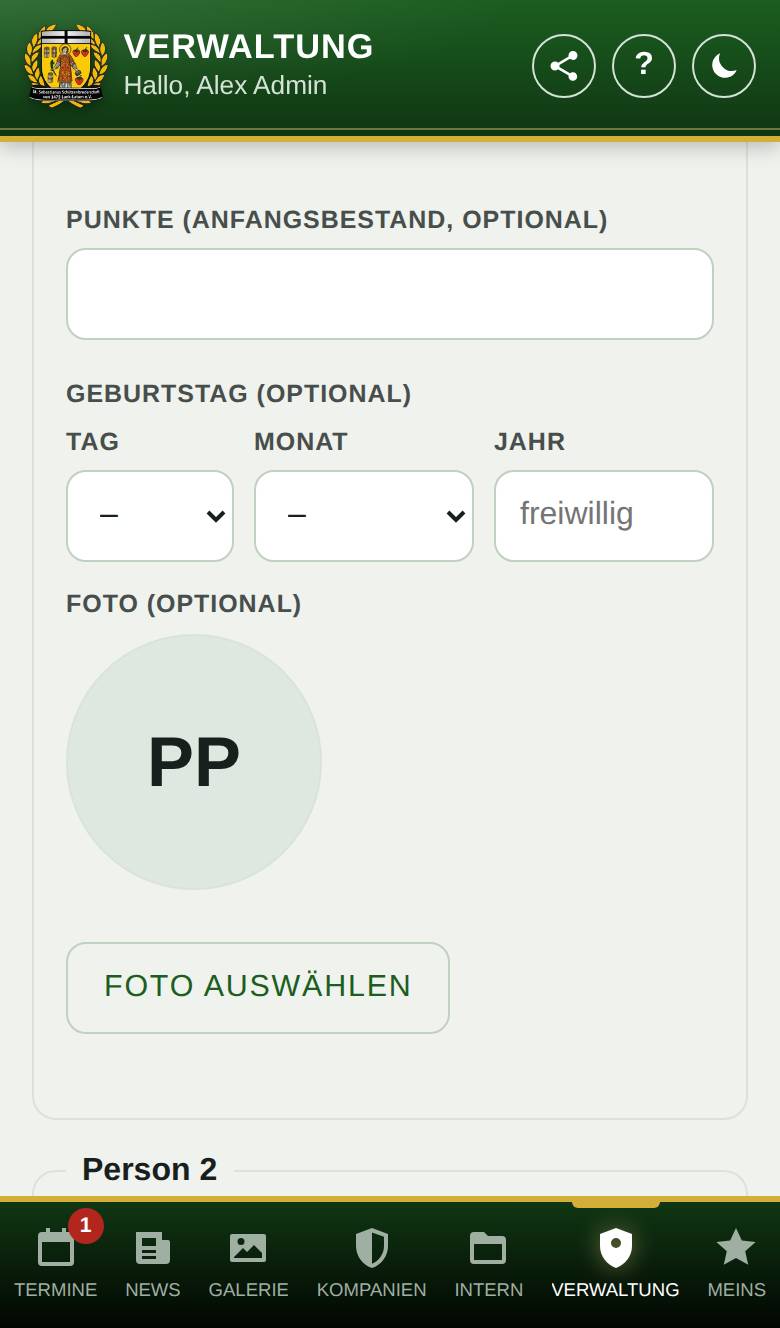 VERWALTUNG
Hallo, Alex Admin
?
PUNKTE (ANFANGSBESTAND, OPTIONAL)
GEBURTSTAG (OPTIONAL)
TAG MONAT JAHR
– – freiwillig
FOTO (OPTIONAL)
PP
FOTO AUSWÄHLEN
Person 2
1
TERMINE NEWS GALERIE KOMPANIEN INTERN VERWALTUNG MEINS